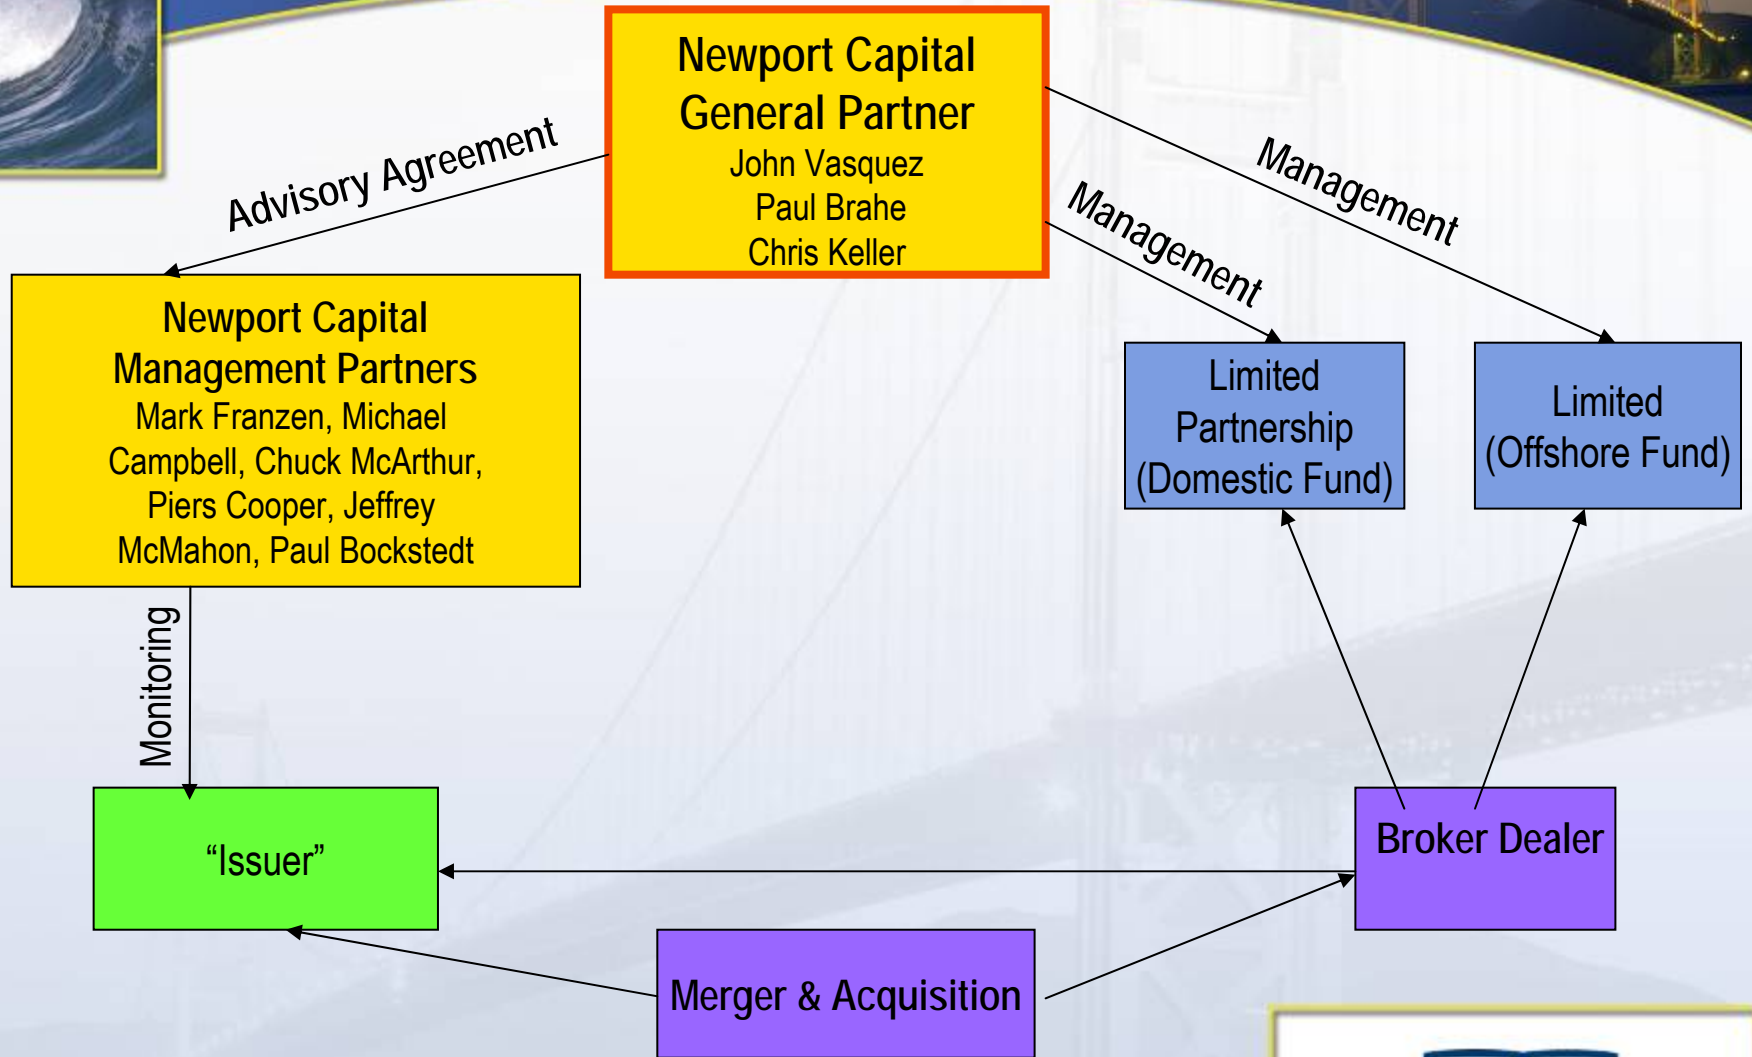 Newport Capital
General Partner
John Vasquez
Paul Brahe
Chris Keller
Advisory Agreement
Management
Management
Newport Capital
Management Partners
Mark Franzen, Michael
Campbell, Chuck McArthur,
Piers Cooper, Jeffrey
McMahon, Paul Bockstedt
Limited
Partnership
(Domestic Fund)
Limited
(Offshore Fund)
Monitoring
“Issuer”
Broker Dealer
Merger & Acquisition